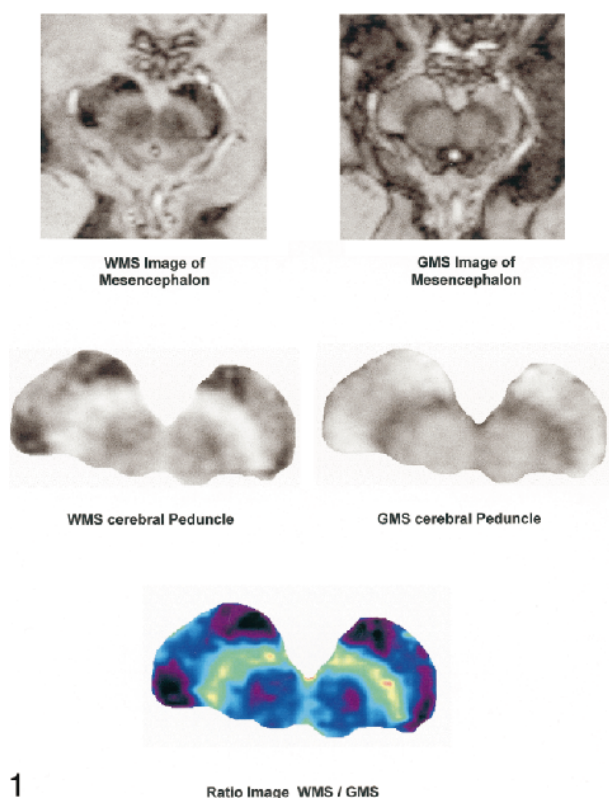 WMS Image of
Mesencephalon
GMS Image of
Mesencephalon
WMS cerebral Peduncle
GMS cerebral Peduncle
1
Ratio Image WMS / GMS